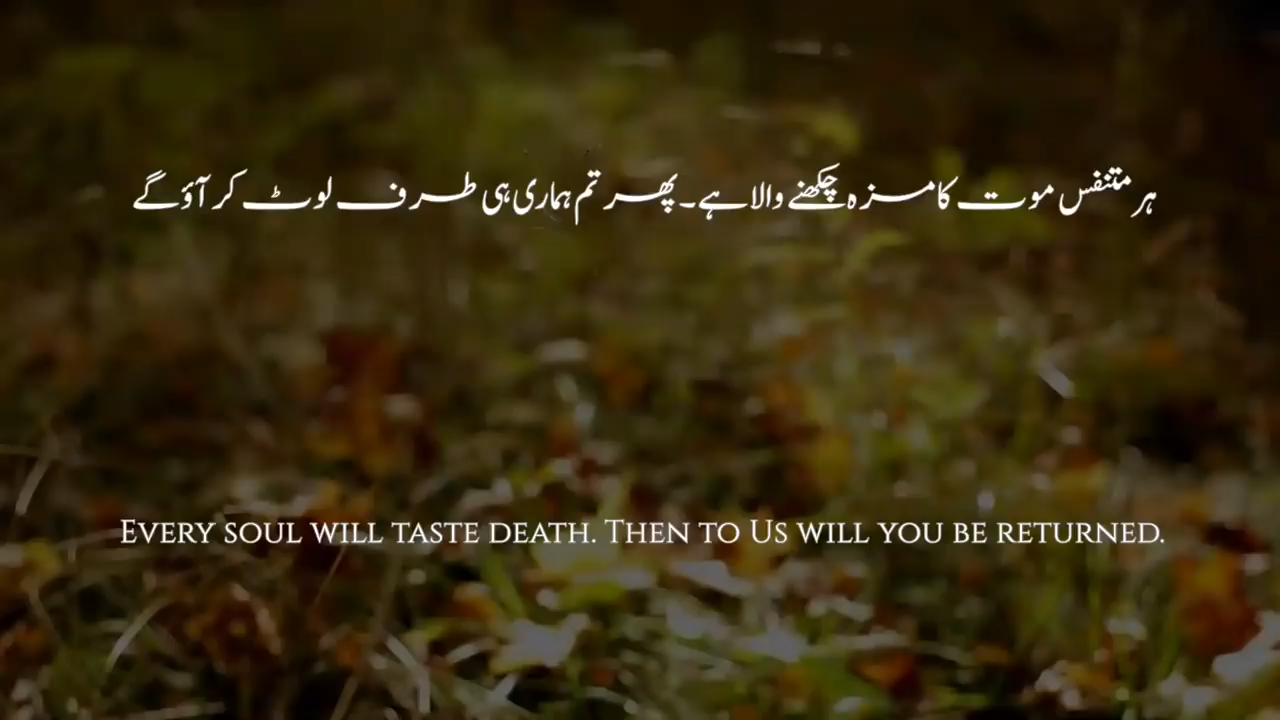 ہر متنفس موت کا مزہ چکھنے والا ہے۔ پھر تم ہماری ہی طرف لوٹ کر آؤ گے
Every soul will taste death. Then to Us will you be returned.